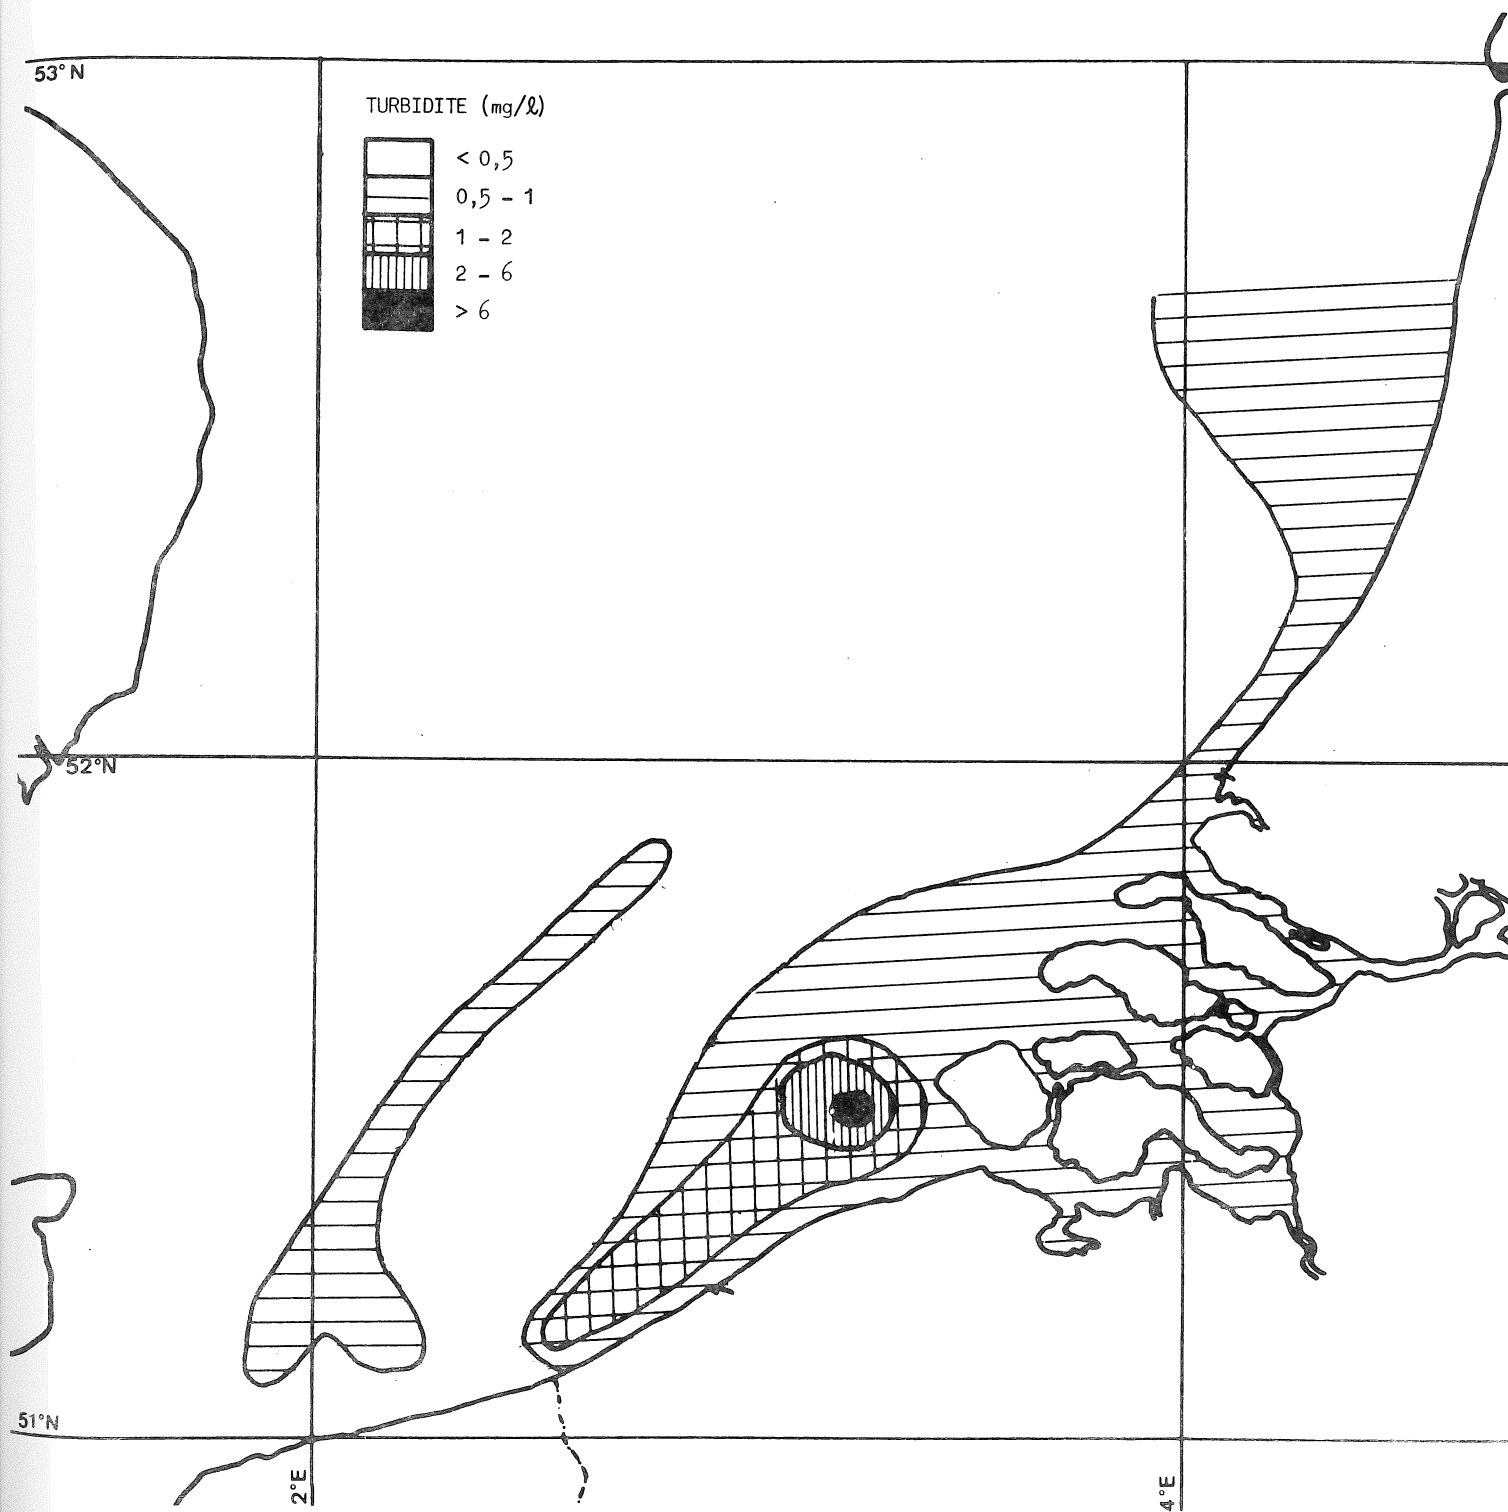 53° N
TURBIDITE (mg/ℓ)
< 0,5
0,5 - 1
1 - 2
2 - 6
> 6
52°N
51°N
2°E
4°E